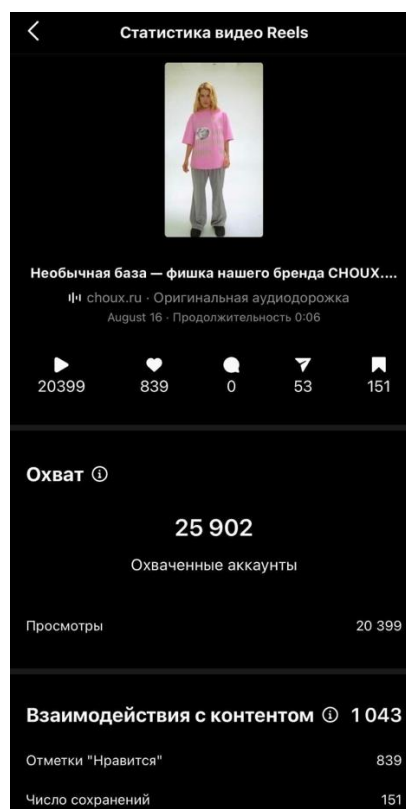 Статистика видео Reels
Необычная база — фишка нашего бренда CHOUX....
choux.ru · Оригинальная аудиодорожка
August 16 · Продолжительность 0:06
20399 839 0 53 151
Охват
25 902
Охваченные аккаунты
Просмотры 20 399
Взаимодействия с контентом 1 043
Отметки "Нравится" 839
Число сохранений 151